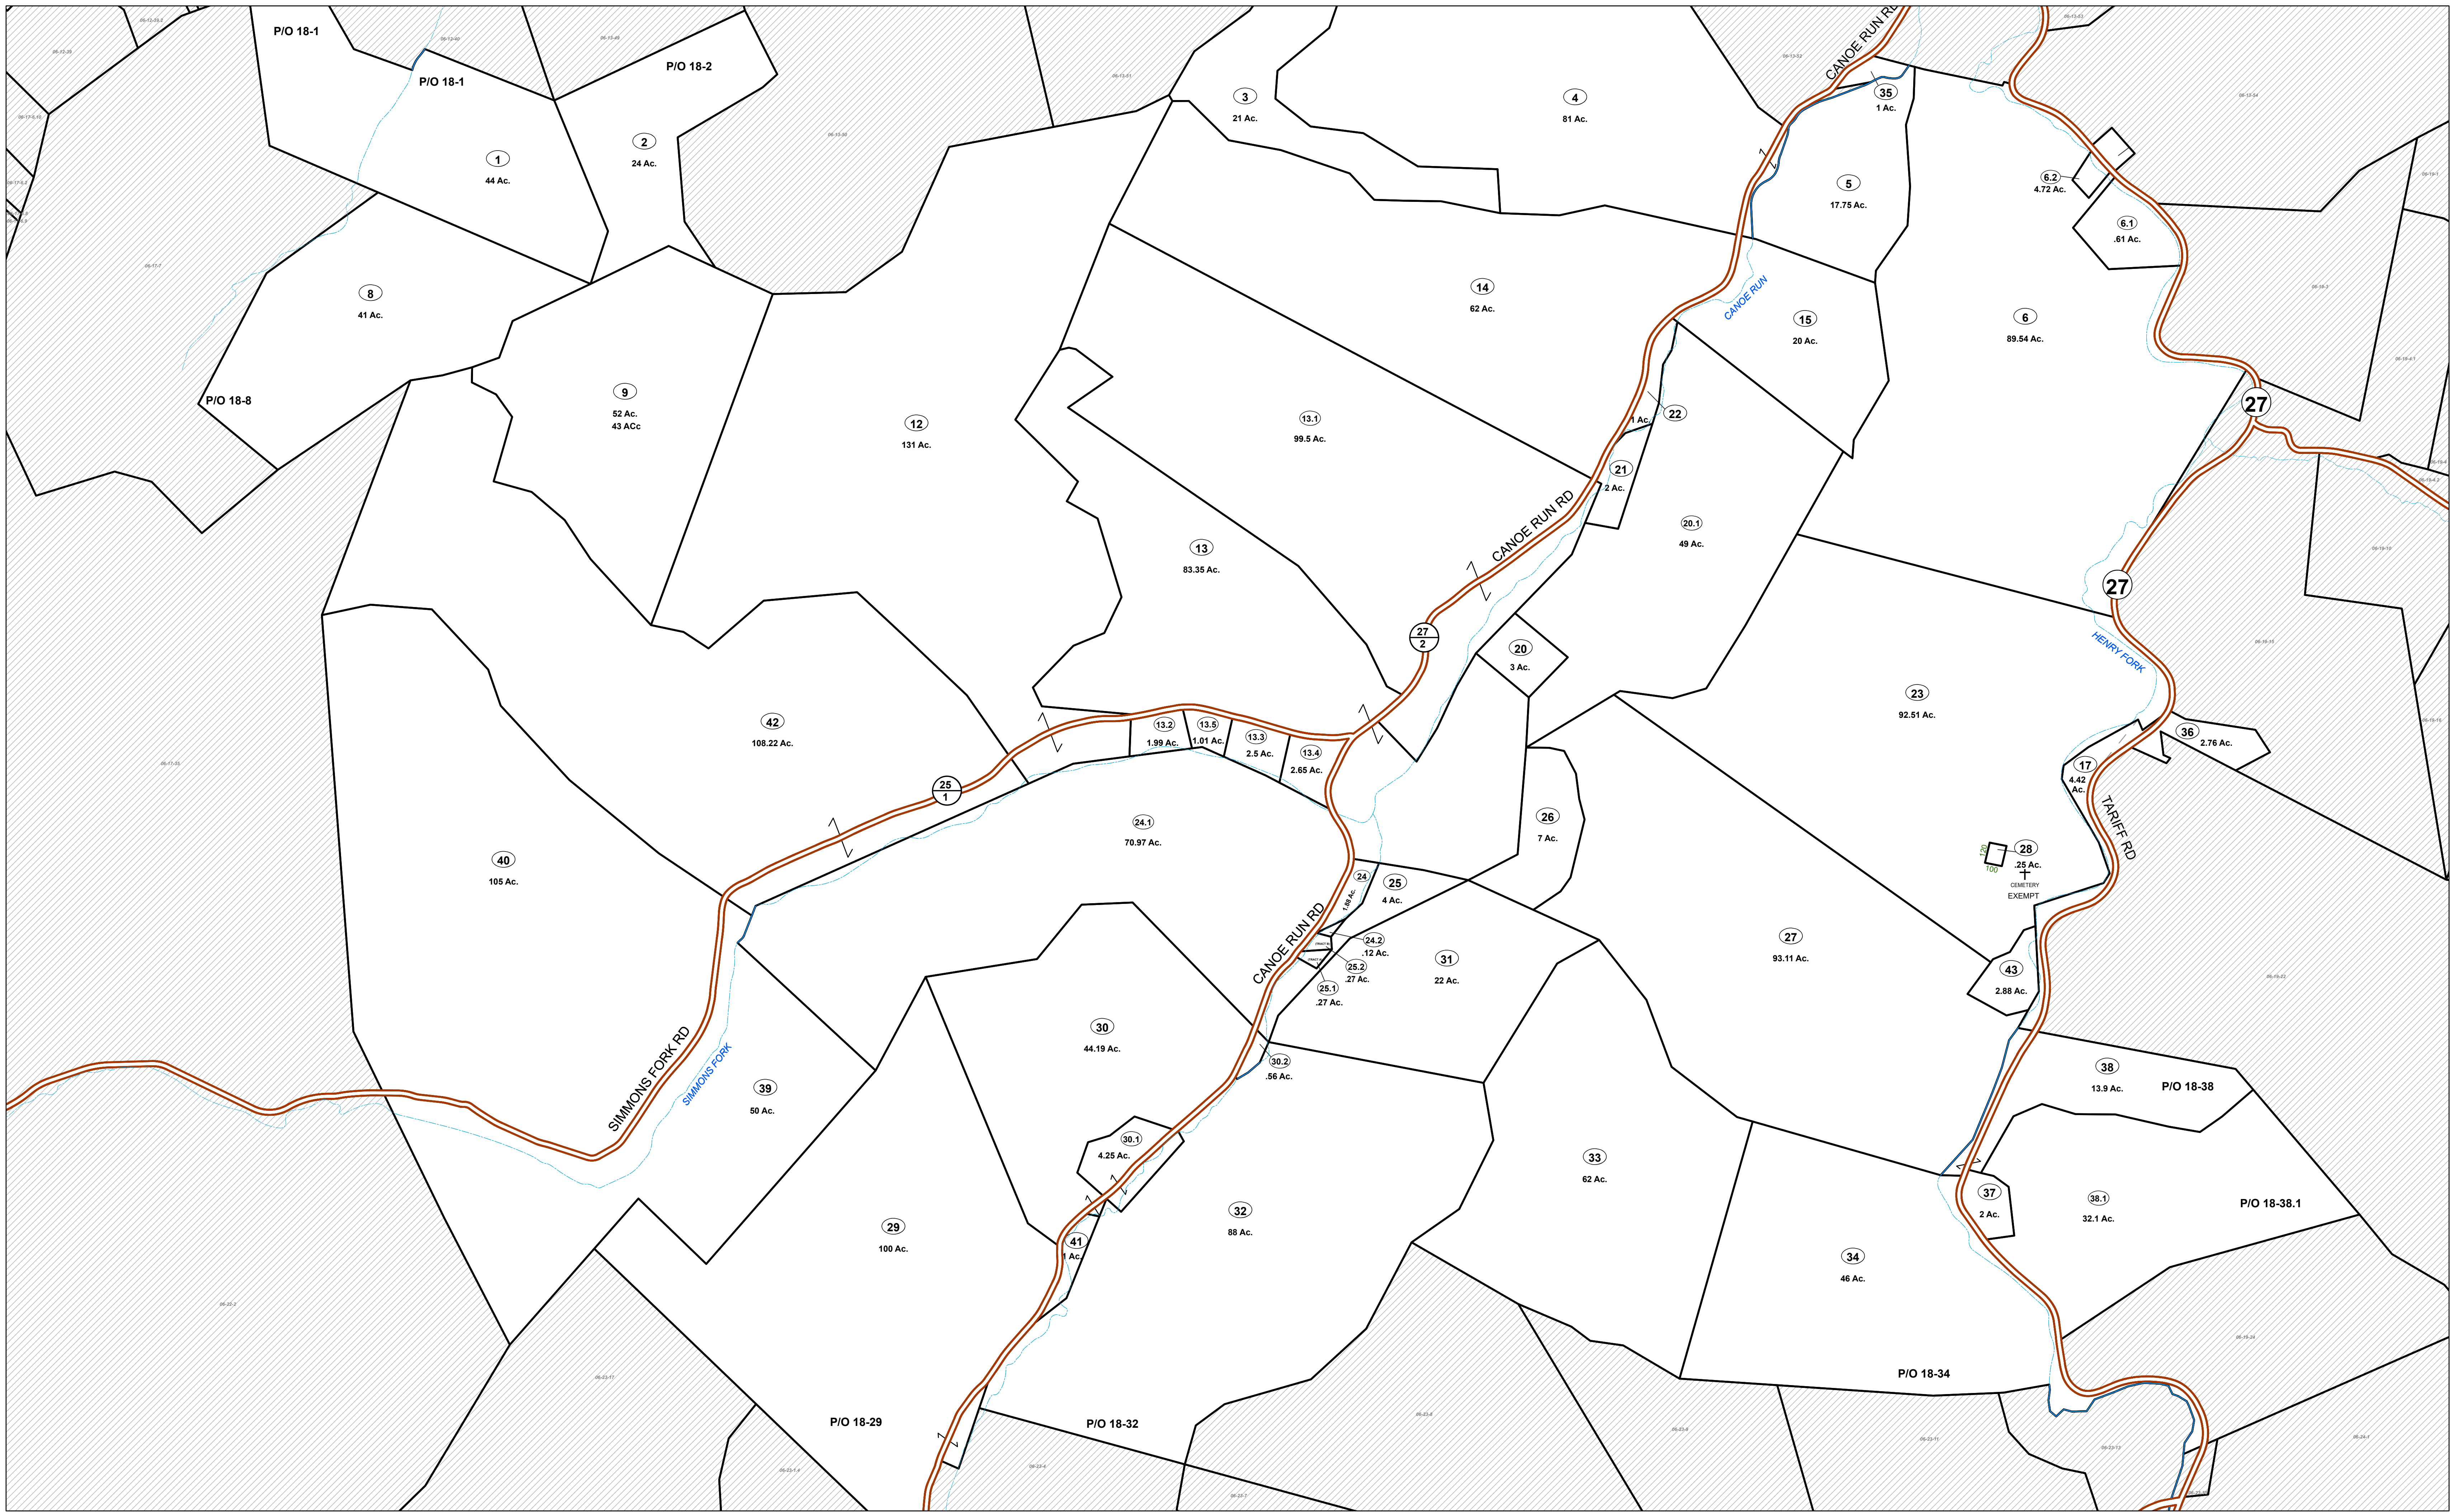 P/O 18-1
P/O 18-1
P/O 18-2
CANOE RUN RD
1
44 Ac.
2
24 Ac.
3
21 Ac.
4
81 Ac.
35
1 Ac.
5
17.75 Ac.
6.2
4.72 Ac.
6.1
.61 Ac.
8
41 Ac.
P/O 18-8
9
52 Ac.
43 ACc
12
131 Ac.
14
62 Ac.
CANOE RUN
15
20 Ac.
6
89.54 Ac.
27
13.1
99.5 Ac.
22
1 Ac.
21
2 Ac.
CANOE RUN RD
20.1
49 Ac.
13
83.35 Ac.
27
27
2
20
3 Ac.
HENRY FORK
23
92.51 Ac.
42
108.22 Ac.
13.2
1.99 Ac.
13.5
1.01 Ac.
13.3
2.5 Ac.
13.4
2.65 Ac.
36
2.76 Ac.
17
4.42
Ac.
TARIFF RD
25
1
24.1
70.97 Ac.
26
7 Ac.
40
105 Ac.
28
.25 Ac.
120
100
CEMETERY
EXEMPT
24
1.88 Ac.
25
4 Ac.
CANOE RUN RD
24.2
.12 Ac.
25.2
.27 Ac.
25.1
.27 Ac.
31
22 Ac.
27
93.11 Ac.
43
2.88 Ac.
30
44.19 Ac.
30.2
.56 Ac.
SIMMONS FORK RD
SIMMONS FORK
39
50 Ac.
38
13.9 Ac.
P/O 18-38
30.1
4.25 Ac.
33
62 Ac.
37
2 Ac.
38.1
32.1 Ac.
P/O 18-38.1
29
100 Ac.
41
1 Ac.
32
88 Ac.
34
46 Ac.
P/O 18-34
P/O 18-29
P/O 18-32